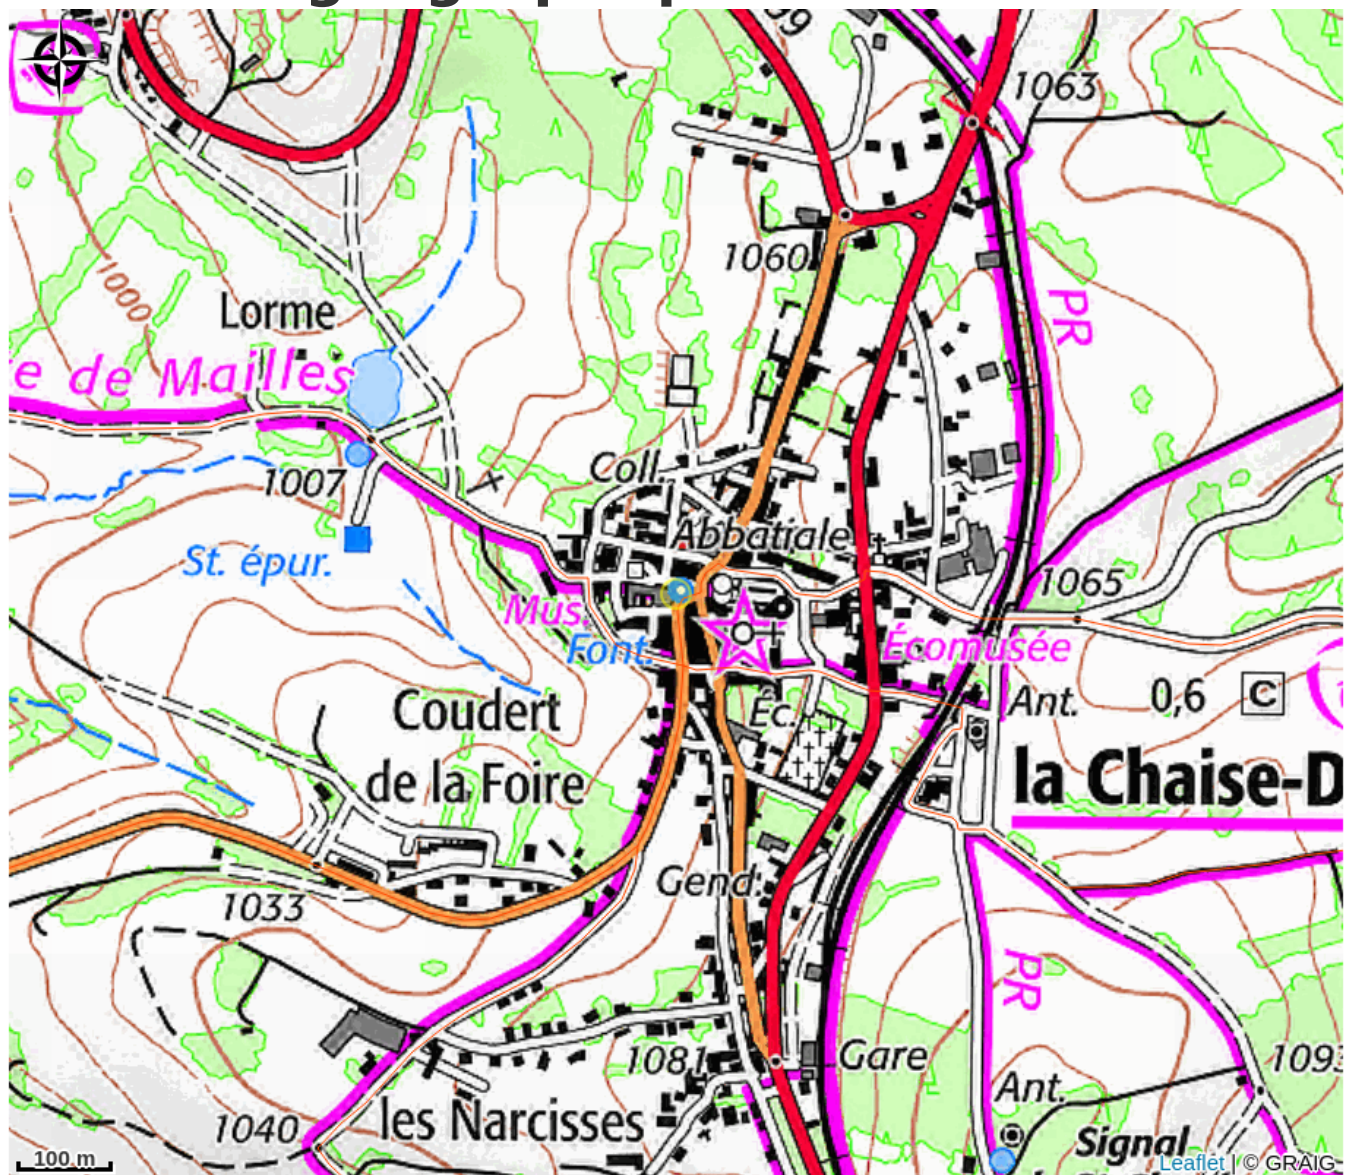 1063
1060
PR
1000
Lorme
e de Mailles
Coll.
1007
Abbatiale
St. épur.
1065
Mus.
Font.
Écomusée
Ant.
0,6 C
Éc.
Coudert
de la Foire
la Chaise-D
Gend.
1033
PR
1081
Gare
1093
Ant.
1040
les Narcisses
Signal
100 m
Leaflet | © GRAIG